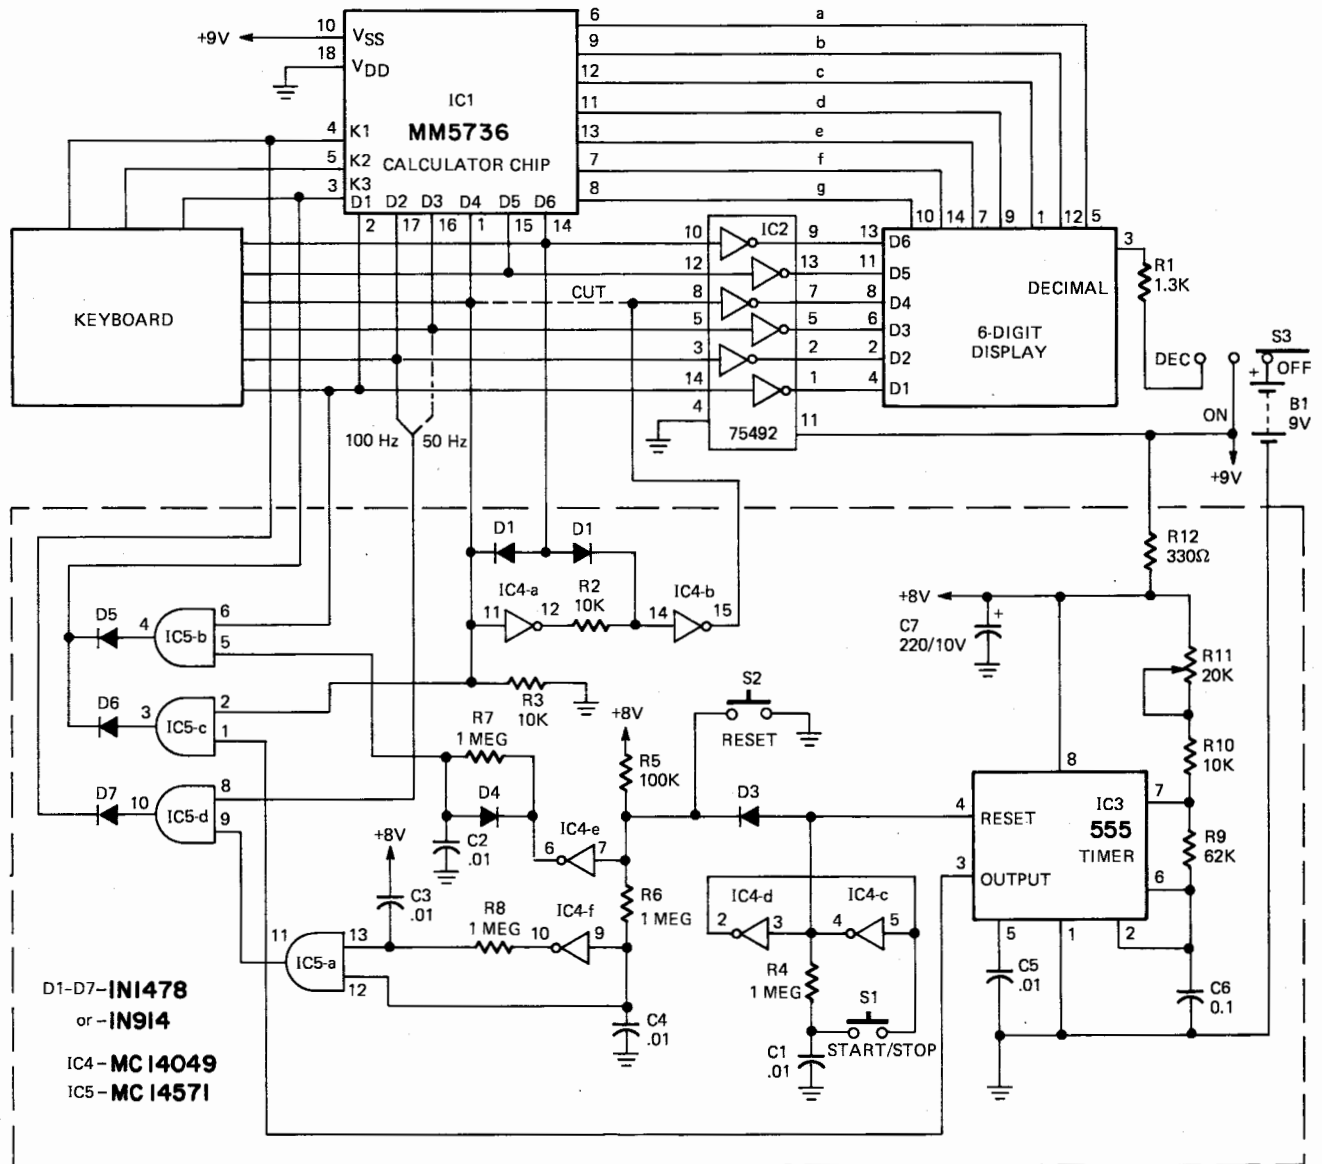 +9V
10 VSS
18 VDD
4 K1
5 K2
3 K3
IC1
MM5736
CALCULATOR CHIP
D1 D2 D3 D4 D5 D6
2 17 16 1 15 14
6 a
9 b
12 c
11 d
13 e
7 f
8 g
KEYBOARD
CUT
100 Hz 50 Hz
IC2
10 9 13 D6
12 13 11 D5
8 7 8 D4
5 5 6 D3
3 2 2 D2
14 1 4 D1
4
75492
11
10 14 7 9 1 12 5
3
DECIMAL
6-DIGIT
DISPLAY
R1
1.3K
DEC
S3
OFF
ON
+
B1
9V
+9V
R12
330Ω
+8V
C7
220/10V
+
R11
20K
R10
10K
R9
62K
D1 D1
IC4-a
11 12
R2
10K
IC4-b
14 15
D5
4 IC5-b 6
5
D6
3 IC5-c 2
1
D7
10 IC5-d 8
9
R3
10K
R7
1 MEG
D4
C2
.01
+8V
R5
100K
S2
RESET
D3
IC4-e
6 7
+8V
C3
.01
R6
1 MEG
R8
1 MEG
IC4-f
10 9
11 IC5-a 13
12
C4
.01
IC4-d
2 3
IC4-c
4 5
R4
1 MEG
S1
START/STOP
C1
.01
8
4 RESET
3 OUTPUT
IC3
555
TIMER
7
6
5 1 2
C5
.01
C6
0.1
D1-D7-IN1478
or -IN914
IC4-MC14049
IC5-MC14571